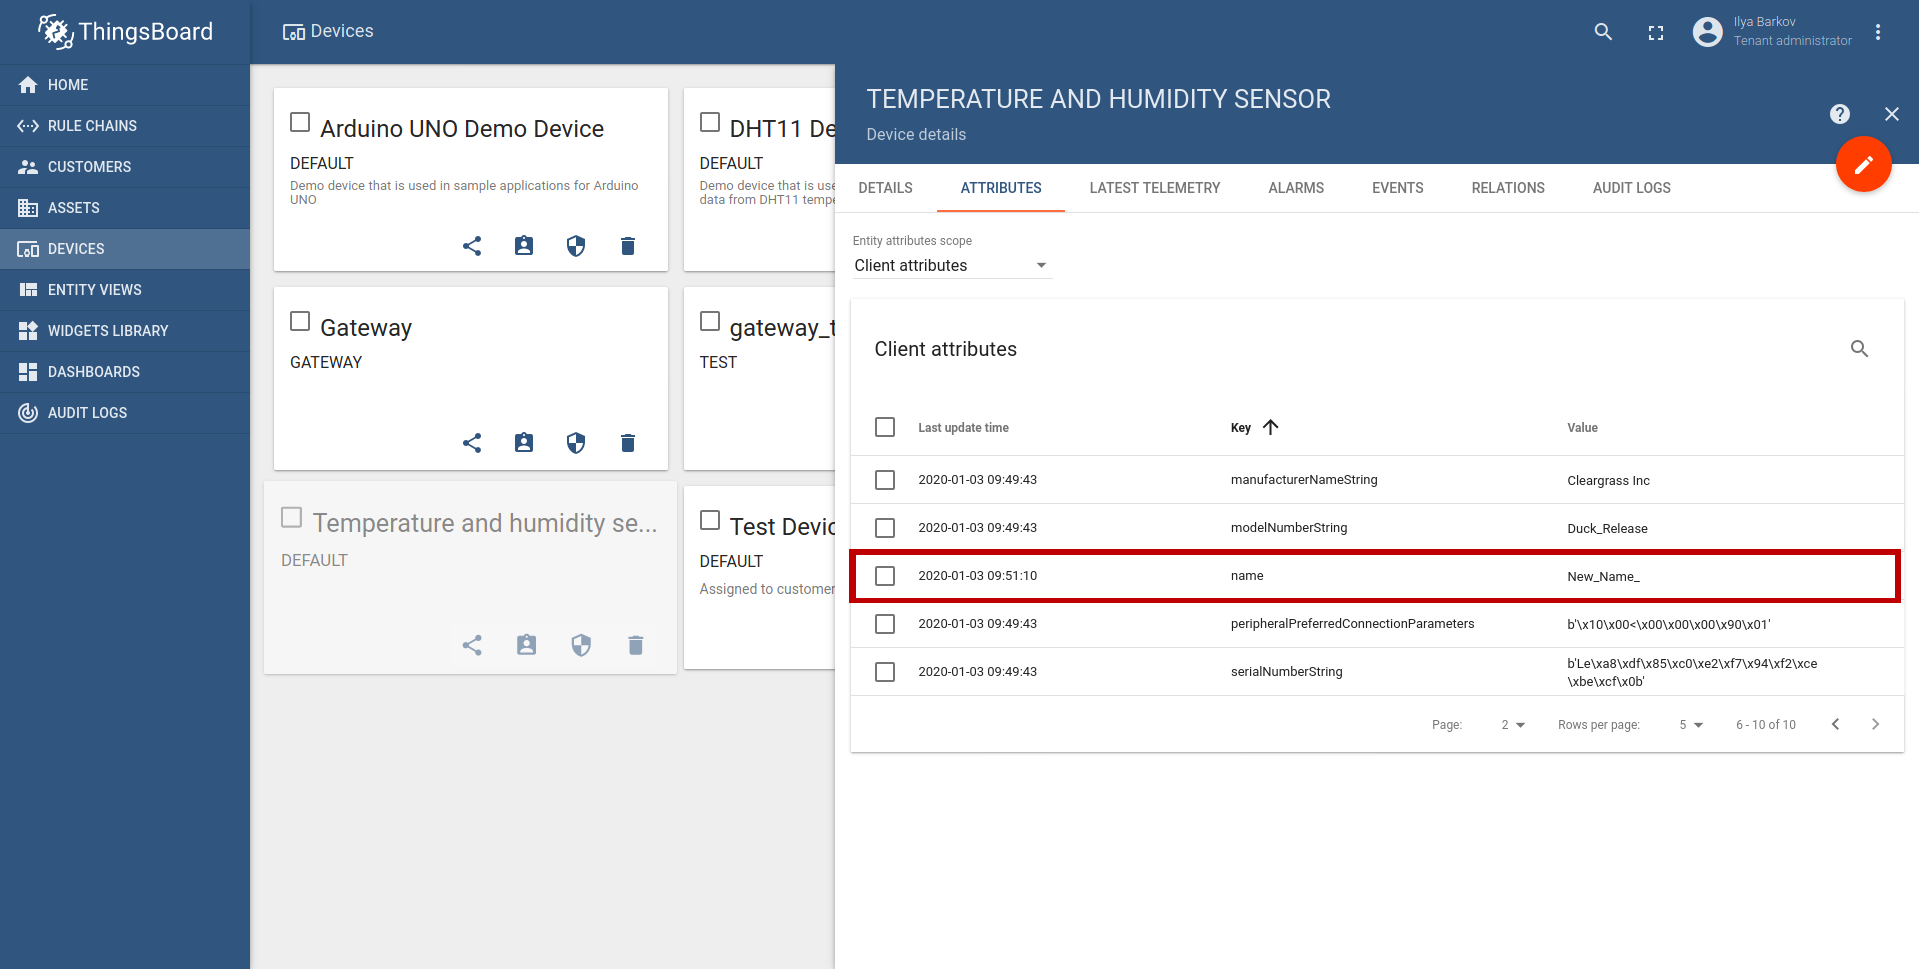 ThingsBoard
Devices
Ilya Barkov
Tenant administrator
HOME
RULE CHAINS
CUSTOMERS
ASSETS
DEVICES
ENTITY VIEWS
WIDGETS LIBRARY
DASHBOARDS
AUDIT LOGS
Arduino UNO Demo Device
DEFAULT
Demo device that is used in sample applications for Arduino
UNO
DHT11 De
DEFAULT
Demo device that is use
data from DHT11 tempe
Gateway
GATEWAY
gateway_t
TEST
Temperature and humidity se...
DEFAULT
Test Devic
DEFAULT
Assigned to customer
TEMPERATURE AND HUMIDITY SENSOR
Device details
DETAILS ATTRIBUTES LATEST TELEMETRY ALARMS EVENTS RELATIONS AUDIT LOGS
Entity attributes scope
Client attributes
Client attributes
Last update time Key Value
2020-01-03 09:49:43 manufacturerNameString Cleargrass Inc
2020-01-03 09:49:43 modelNumberString Duck_Release
2020-01-03 09:51:10 name New_Name_
2020-01-03 09:49:43 peripheralPreferredConnectionParameters b'\x10\x00<\x00\x00\x00\x90\x01'
2020-01-03 09:49:43 serialNumberString b'Le\xa8\xdf\x85\xc0\xe2\xf7\x94\xf2\xce
\xbe\xcf\x0b'
Page: 2 Rows per page: 5 6 - 10 of 10